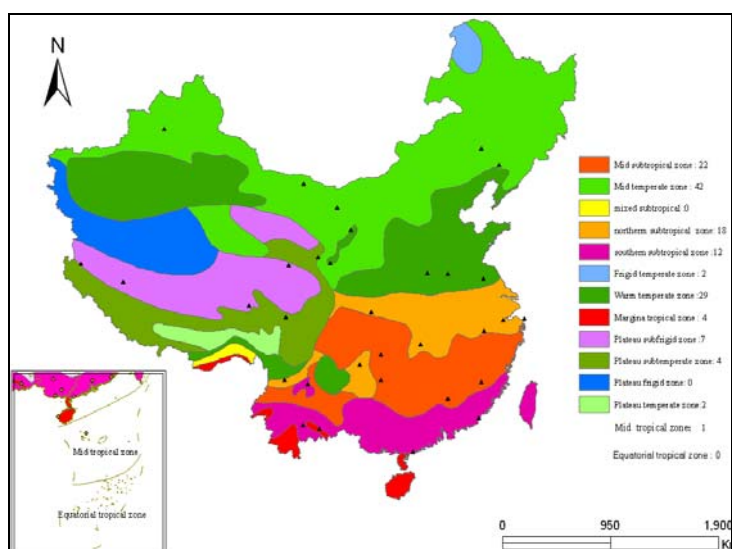 N
Mid subtropical zone : 22
Mid temperate zone : 42
mixed subtropical :0
northern subtropical zone: 18
southern subtropical zone : 12
Frigid temperate zone : 2
Warm temperate zone : 29
Margina tropical zone : 4
Plateau subfrigid zone :7
Plateau subtemperate zone : 4
Plateau frigid zone: 0
Plateau temperate zone:2
Mid tropical zone: 1
Equatorial tropical zone : 0
Mid tropical zone
Equatorial tropical zone
0 950 1,900